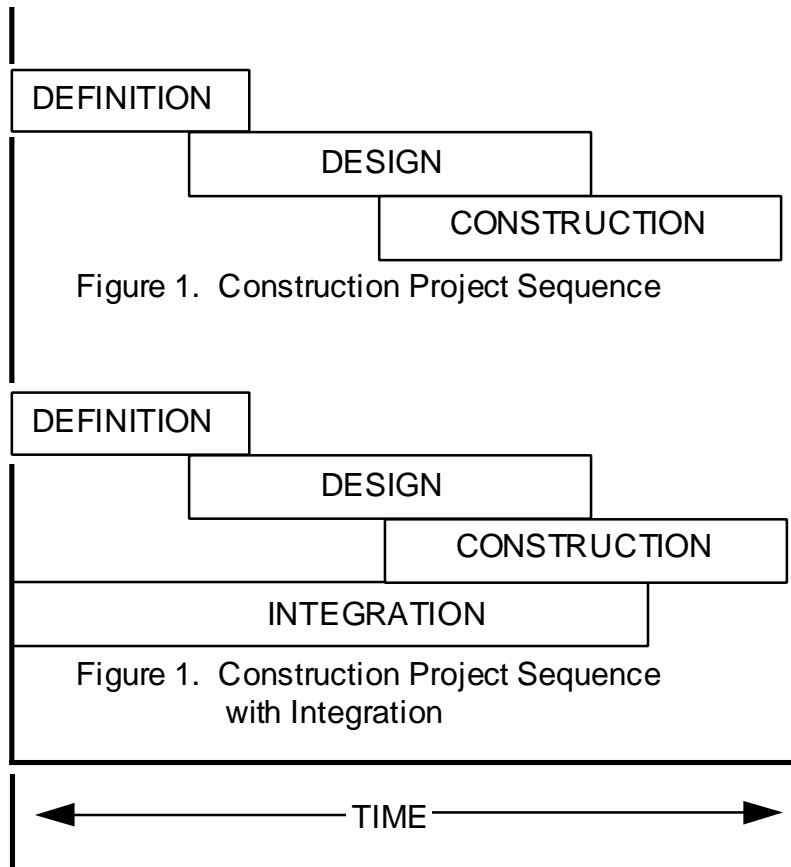 DEFINITION
DESIGN
CONSTRUCTION
Figure 1. Construction Project Sequence
DEFINITION
DESIGN
CONSTRUCTION
INTEGRATION
Figure 1. Construction Project Sequence
with Integration
TIME